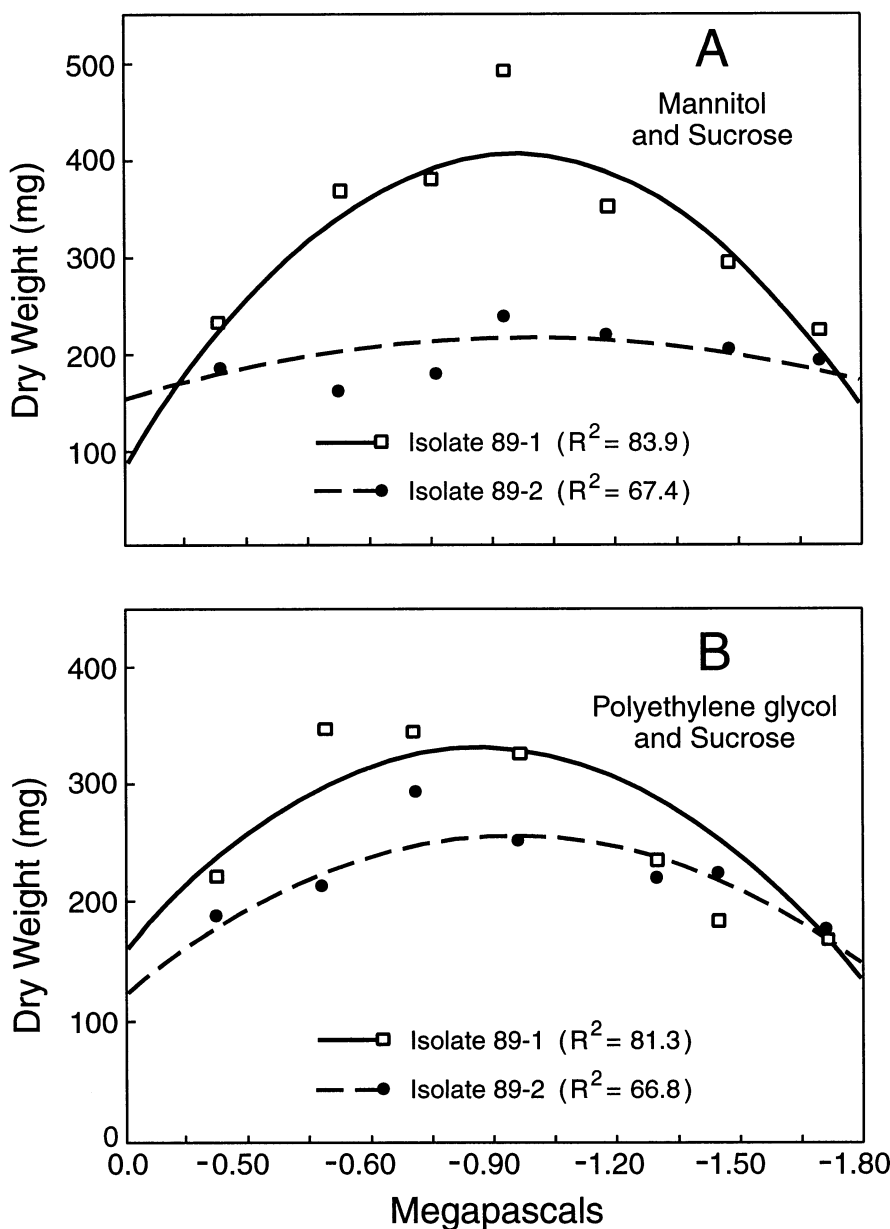 A
Mannitol
and Sucrose
Dry Weight (mg)
500
400
300
200
100
Isolate 89-1 (R² = 83.9)
Isolate 89-2 (R² = 67.4)
B
Polyethylene glycol
and Sucrose
Dry Weight (mg)
400
300
200
100
0
Isolate 89-1 (R² = 81.3)
Isolate 89-2 (R² = 66.8)
0.0 -0.50 -0.60 -0.90 -1.20 -1.50 -1.80
Megapascals